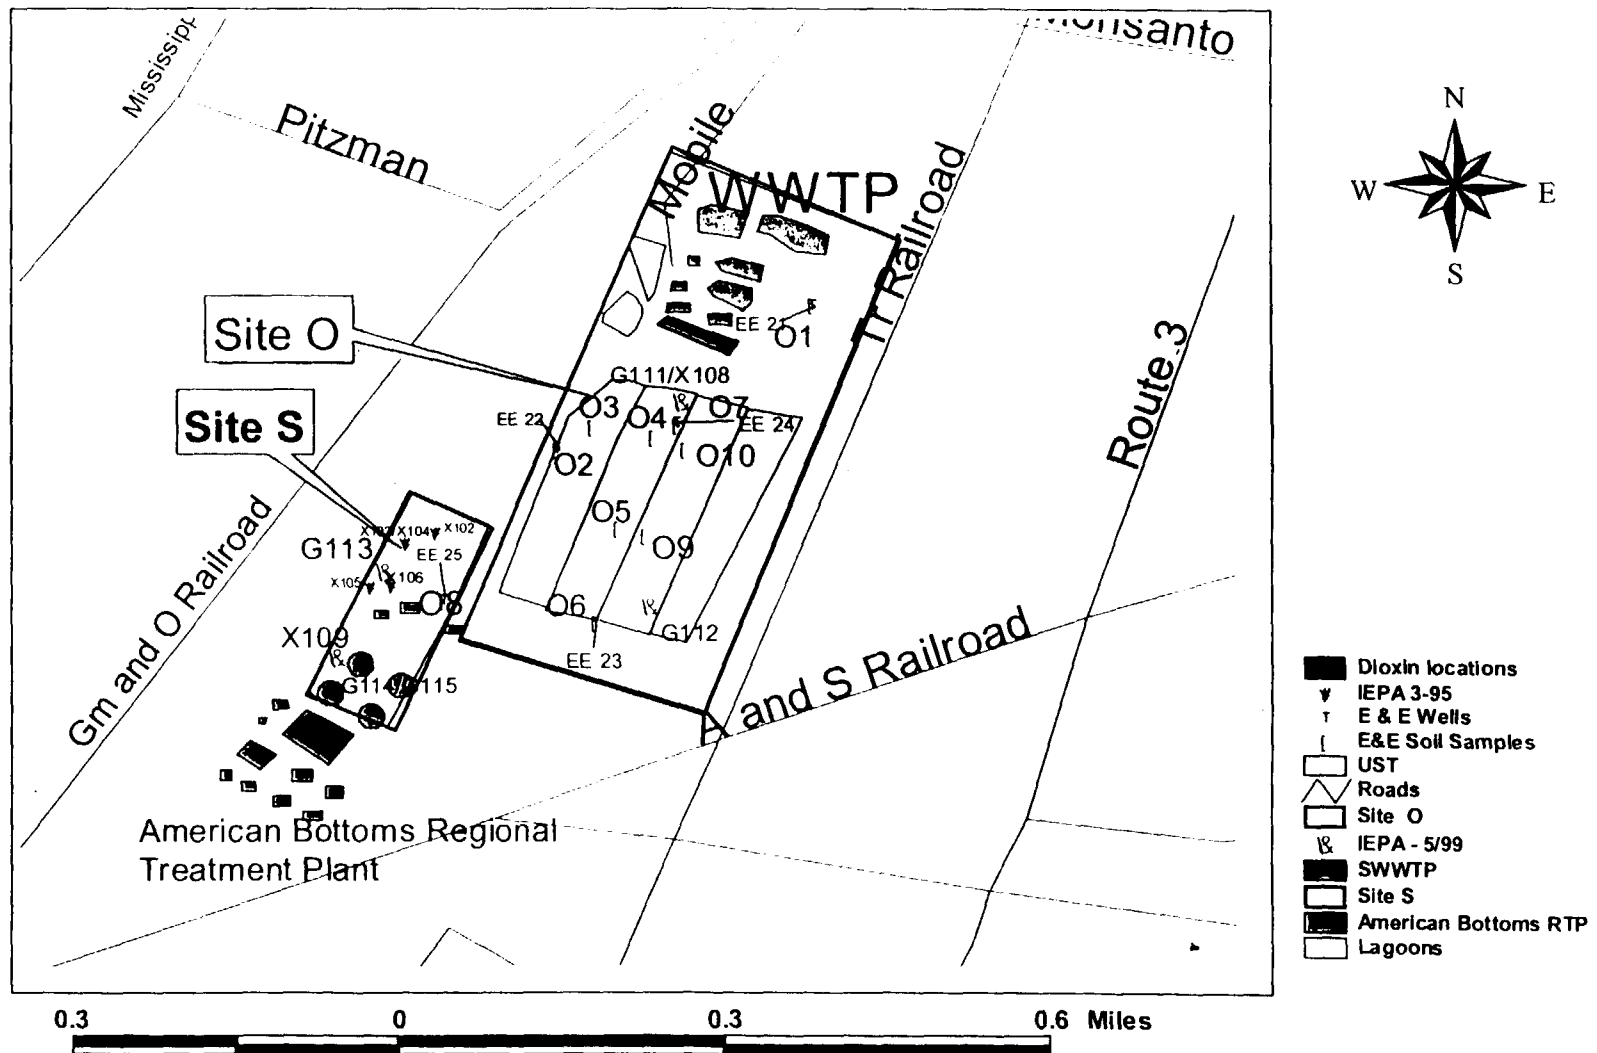 Monsanto
Mississipp
Pitzman
Mobile
WWTP
Tr Railroad
Route 3
N
W
E
S
Site O
EE 21
O1
G111/X108
O3
O4
O7
EE 22
EE 24
O2
O10
Site S
O5
X104
X102
G113
EE 25
O9
X105
X106
O8
O6
G112
X109
EE 23
G114
G115
Gm and O Railroad
A and S Railroad
American Bottoms Regional
Treatment Plant
Dioxin locations
IEPA 3-95
E & E Wells
E&E Soil Samples
UST
Roads
Site O
IEPA - 5/99
SWWTP
Site S
American Bottoms RTP
Lagoons
0.3
0
0.3
0.6 Miles